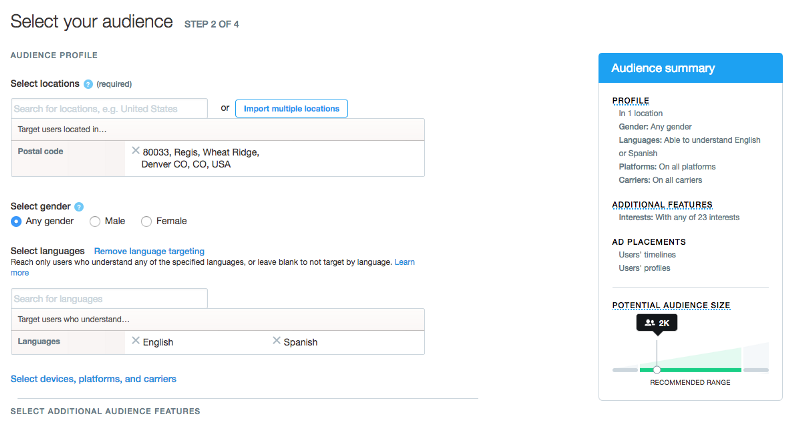 Select your audience STEP 2 OF 4
AUDIENCE PROFILE
Select locations ? (required)
Search for locations, e.g. United States or Import multiple locations
Target users located in...
Postal code × 80033, Regis, Wheat Ridge,
Denver CO, CO, USA
Select gender ?
Any gender Male Female
Select languages Remove language targeting
Reach only users who understand any of the specified languages, or leave blank to not target by language. Learn
more
Search for languages
Target users who understand...
Languages × English × Spanish
Select devices, platforms, and carriers
SELECT ADDITIONAL AUDIENCE FEATURES
Audience summary
PROFILE
In 1 location
Gender: Any gender
Languages: Able to understand English
or Spanish
Platforms: On all platforms
Carriers: On all carriers
ADDITIONAL FEATURES
Interests: With any of 23 interests
AD PLACEMENTS
Users' timelines
Users' profiles
POTENTIAL AUDIENCE SIZE
2K
RECOMMENDED RANGE